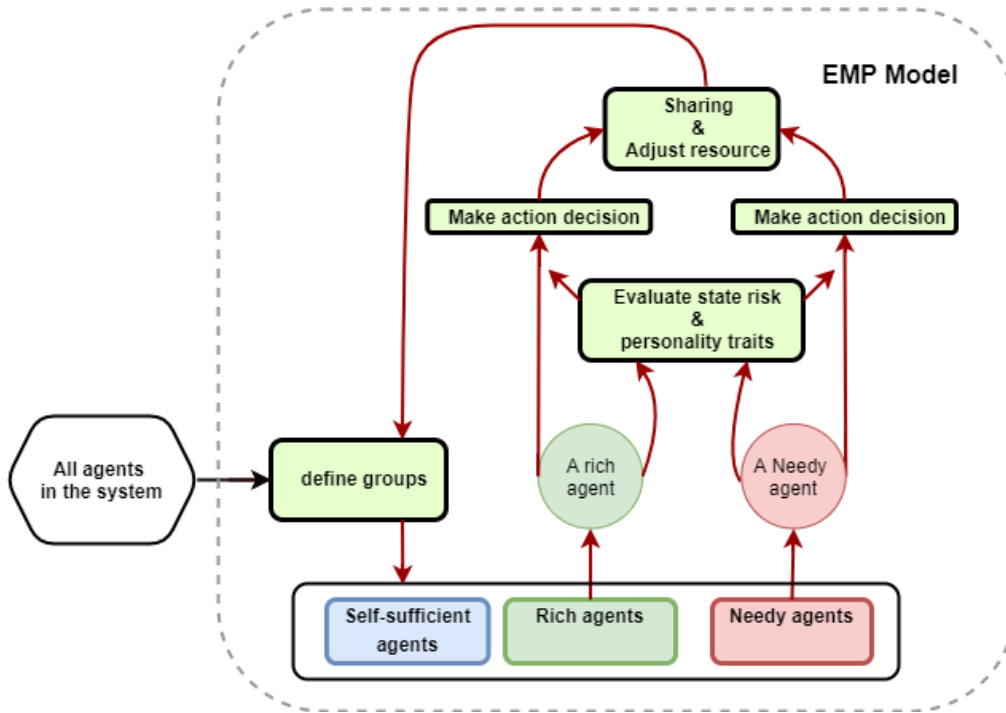 EMP Model
Sharing
&
Adjust resource
Make action decision
Make action decision
Evaluate state risk
&
personality traits
All agents
in the system
define groups
A rich
agent
A Needy
agent
Self-sufficient
agents
Rich agents
Needy agents